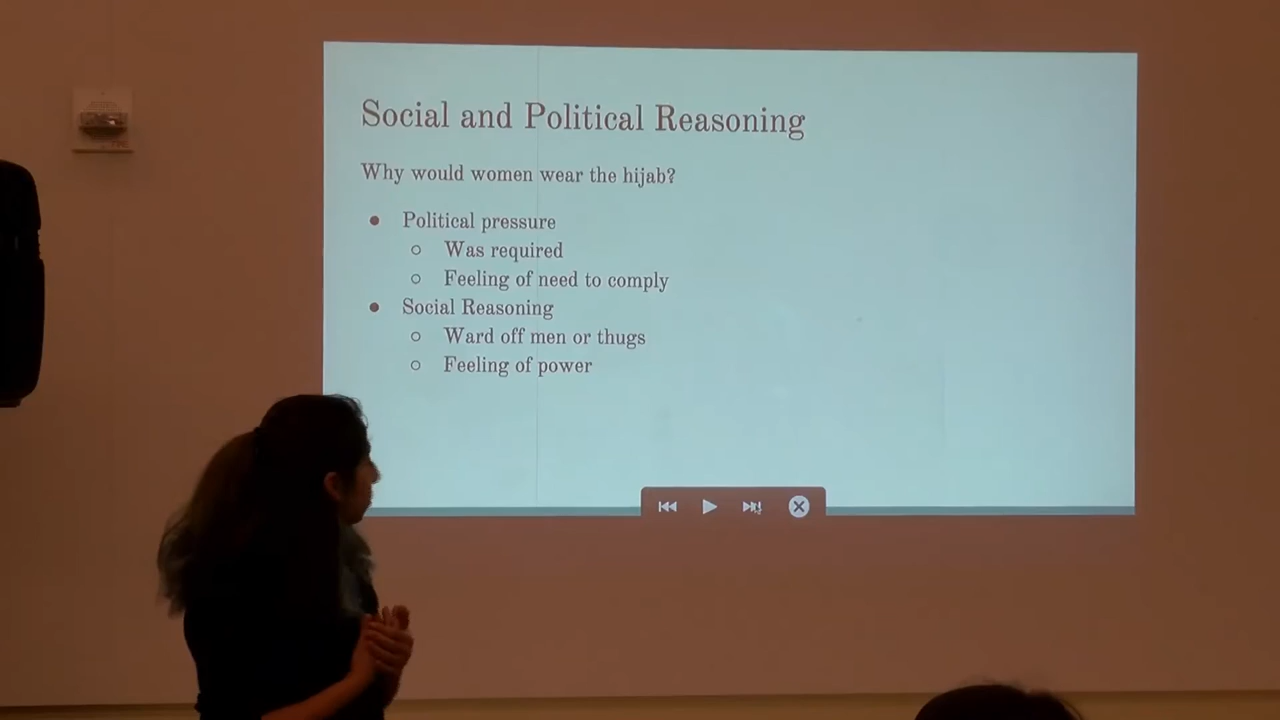 Social and Political Reasoning
Why would women wear the hijab?
● Political pressure
○ Was required
○ Feeling of need to comply
● Social Reasoning
○ Ward off men or thugs
○ Feeling of power